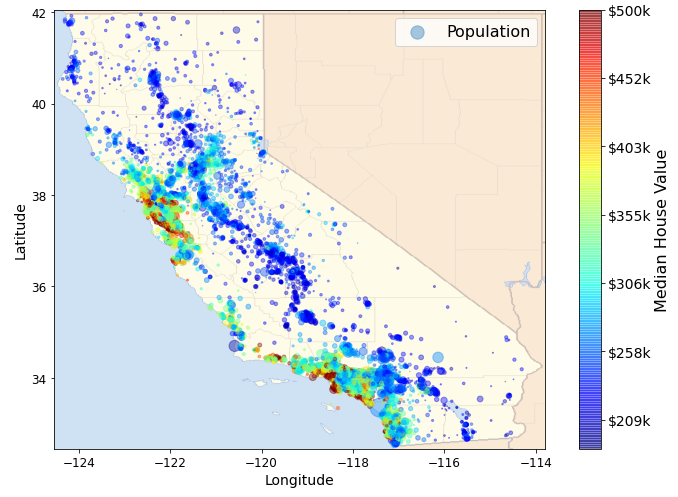 42
40
38
36
34
−124
−122
−120
−118
−116
−114
Latitude
Longitude
Population
$500k
$452k
$403k
$355k
$306k
$258k
$209k
Median House Value